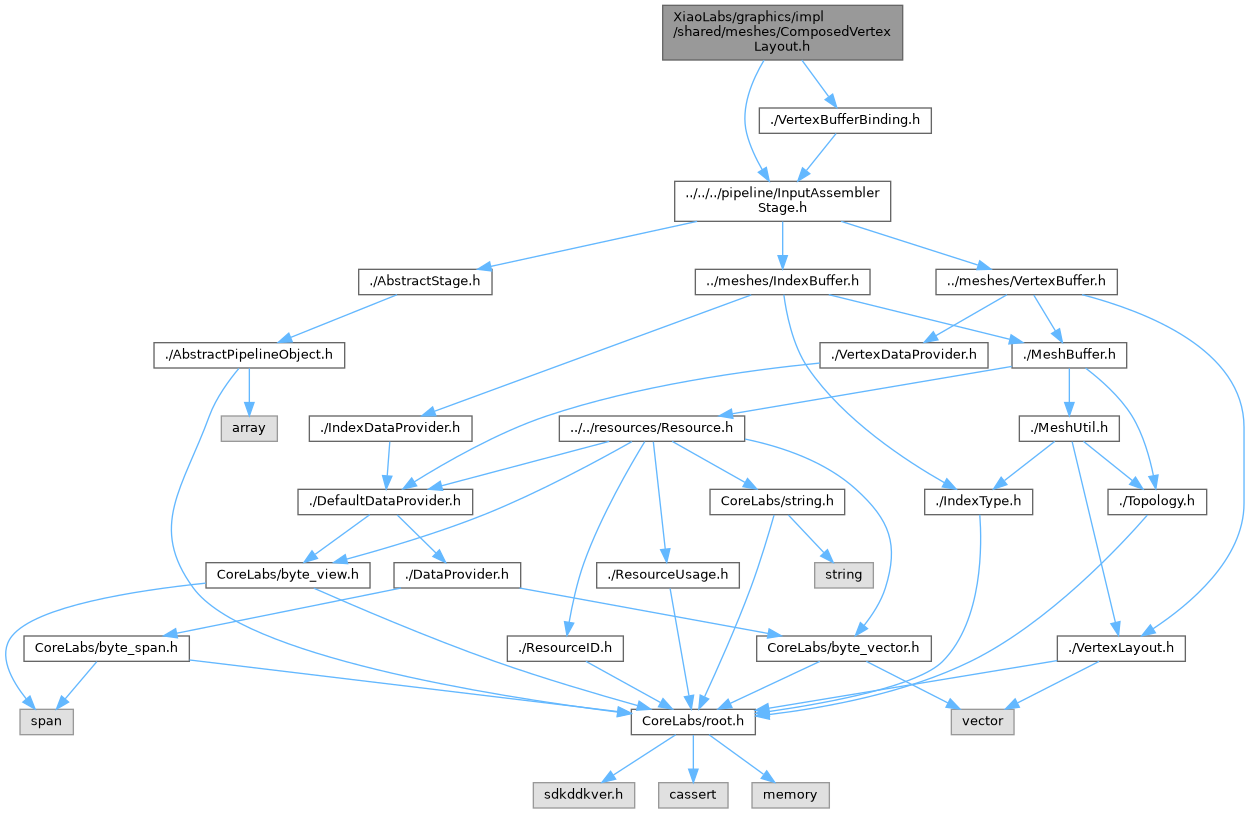 XiaoLabs/graphics/impl
/shared/meshes/ComposedVertex
Layout.h
./VertexBufferBinding.h
../../../pipeline/InputAssembler
Stage.h
./AbstractStage.h
../meshes/IndexBuffer.h
../meshes/VertexBuffer.h
./AbstractPipelineObject.h
./VertexDataProvider.h
./MeshBuffer.h
array
./IndexDataProvider.h
../../resources/Resource.h
./MeshUtil.h
./DefaultDataProvider.h
CoreLabs/string.h
./IndexType.h
./Topology.h
CoreLabs/byte_view.h
./DataProvider.h
./ResourceUsage.h
string
CoreLabs/byte_span.h
./ResourceID.h
CoreLabs/byte_vector.h
./VertexLayout.h
span
CoreLabs/root.h
vector
sdkddkver.h
cassert
memory